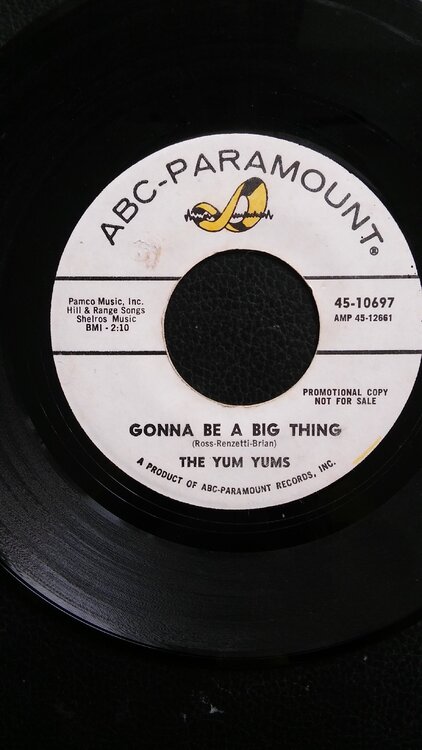 ABC-PARAMOUNT®
Pamco Music, Inc.
Hill & Range Songs
Shelros Music
BMI - 2:10
45-10697
AMP 45-12661
PROMOTIONAL COPY
NOT FOR SALE
GONNA BE A BIG THING
(Ross-Renzetti-Brian)
THE YUM YUMS
A PRODUCT OF ABC-PARAMOUNT RECORDS, INC.